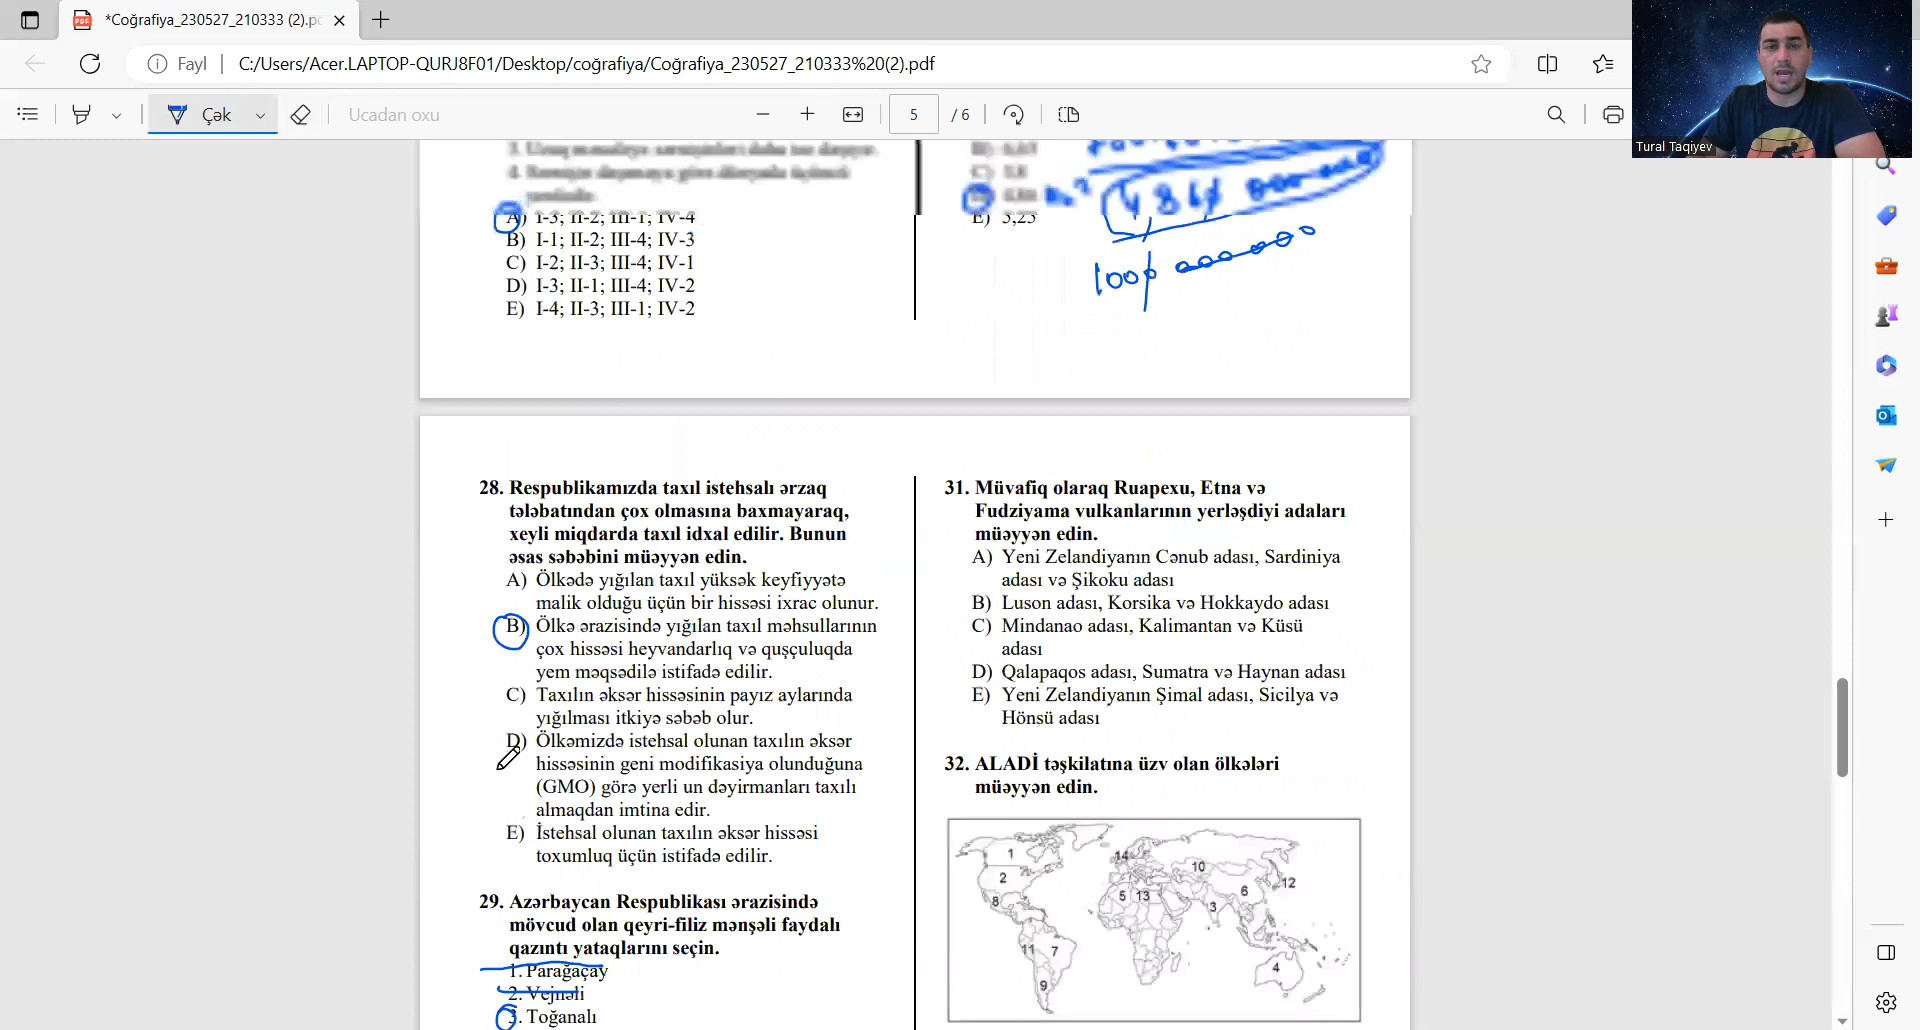 *Coğrafiya_230527_210333 (2).pd
Fayl
C:/Users/Acer.LAPTOP-QURJ8F01/Desktop/coğrafiya/Coğrafiya_230527_210333%20(2).pdf
Çək
Ucadan oxu
5
/ 6
Tural Taqiyev
A) I-3; II-2; III-1; IV-4
B) I-1; II-2; III-4; IV-3
C) I-2; II-3; III-4; IV-1
D) I-3; II-1; III-4; IV-2
E) I-4; II-3; III-1; IV-2
E) 5,25
28. Respublikamızda taxıl istehsalı ərzaq
tələbatından çox olmasına baxmayaraq,
xeyli miqdarda taxıl idxal edilir. Bunun
əsas səbəbini müəyyən edin.
A) Ölkədə yığılan taxıl yüksək keyfiyyətə
malik olduğu üçün bir hissəsi ixrac olunur.
B) Ölkə ərazisində yığılan taxıl məhsullarının
çox hissəsi heyvandarlıq və quşçuluqda
yem məqsədilə istifadə edilir.
C) Taxılın əksər hissəsinin payız aylarında
yığılması itkiyə səbəb olur.
D) Ölkəmizdə istehsal olunan taxılın əksər
hissəsinin geni modifikasiya olunduğuna
(GMO) görə yerli un dəyirmanları taxılı
almaqdan imtina edir.
E) İstehsal olunan taxılın əksər hissəsi
toxumluq üçün istifadə edilir.
29. Azərbaycan Respublikası ərazisində
mövcud olan qeyri-filiz mənşəli faydalı
qazıntı yataqlarını seçin.
1. Parağaçay
2. Vejnəli
3. Toğanalı
31. Müvafiq olaraq Ruapexu, Etna və
Fudziyama vulkanlarının yerləşdiyi adaları
müəyyən edin.
A) Yeni Zelandiyanın Cənub adası, Sardiniya
adası və Şikoku adası
B) Luson adası, Korsika və Hokkaydo adası
C) Mindanao adası, Kalimantan və Küsü
adası
D) Qalapaqos adası, Sumatra və Haynan adası
E) Yeni Zelandiyanın Şimal adası, Sicilya və
Hönsü adası
32. ALADİ təşkilatına üzv olan ölkələri
müəyyən edin.
1
14
10
2
12
6
5
13
8
3
11
7
4
9